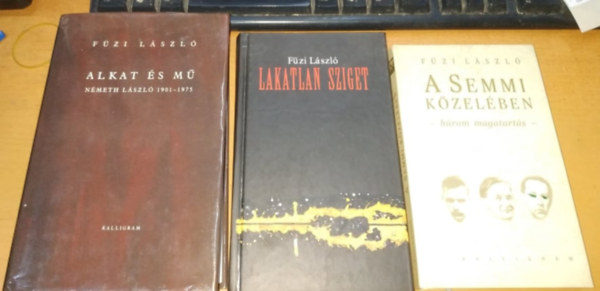 FÜZI LÁSZLÓ
ALKAT ÉS MŰ
NÉMETH LÁSZLÓ 1901-1975
KALLIGRAM
Füzi László
LAKATLAN SZIGET
FÜZI LÁSZLÓ
A SEMMI
KÖZELÉBEN
- három magatartás -
KALLIGRAM